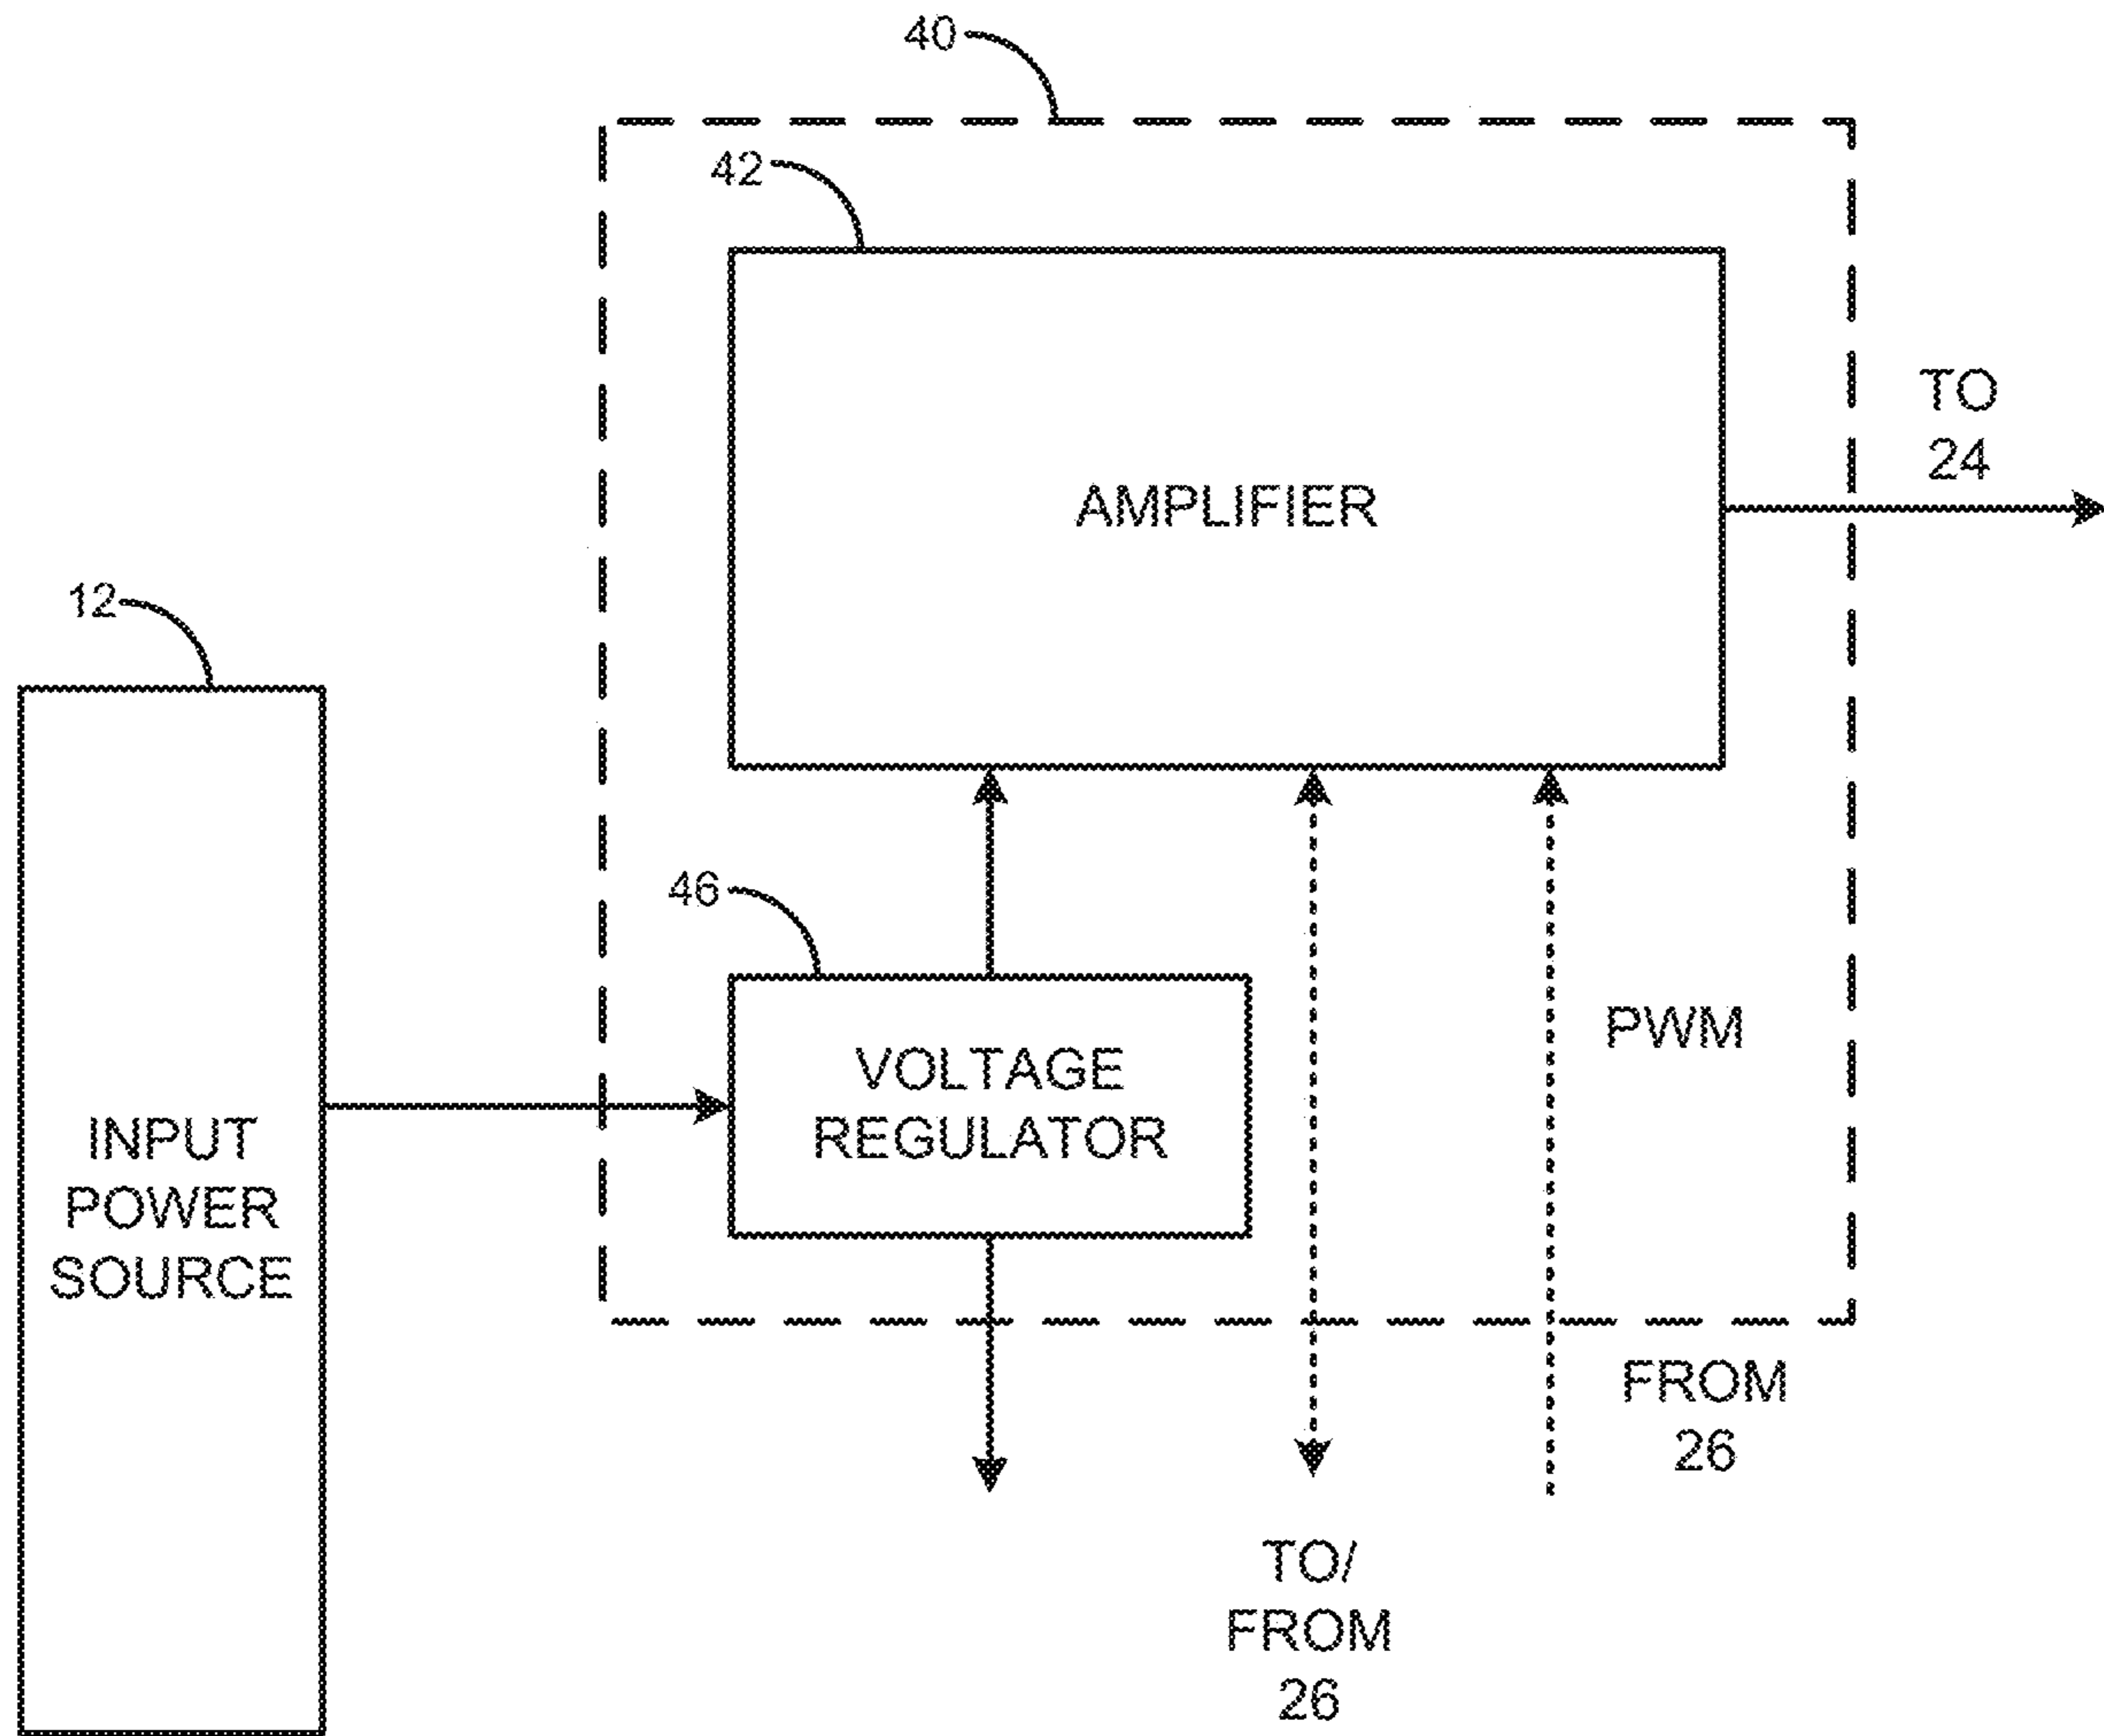 40
42
AMPLIFIER
TO
24
12
46
VOLTAGE
REGULATOR
PWM
INPUT
POWER
SOURCE
FROM
26
TO/
FROM
26